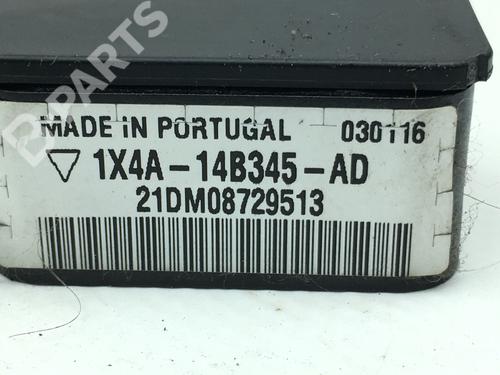 B-PARTS
MADE IN PORTUGAL 030116
1X4A-14B345-AD
21DM08729513